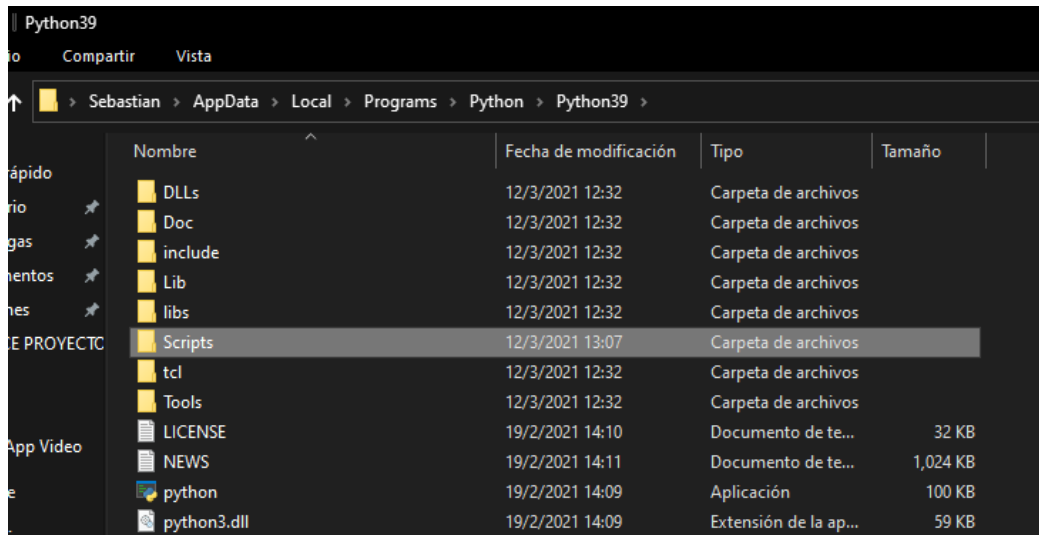 Python39
io Compartir Vista
Sebastian > AppData > Local > Programs > Python > Python39 >
Nombre Fecha de modificación Tipo Tamaño
rápido
DLLs 12/3/2021 12:32 Carpeta de archivos
rio
Doc 12/3/2021 12:32 Carpeta de archivos
gas
include 12/3/2021 12:32 Carpeta de archivos
mentos
Lib 12/3/2021 12:32 Carpeta de archivos
nes
libs 12/3/2021 12:32 Carpeta de archivos
CE PROYECTO
Scripts 12/3/2021 13:07 Carpeta de archivos
tcl 12/3/2021 12:32 Carpeta de archivos
Tools 12/3/2021 12:32 Carpeta de archivos
LICENSE 19/2/2021 14:10 Documento de te... 32 KB
App Video
NEWS 19/2/2021 14:11 Documento de te... 1,024 KB
e
python 19/2/2021 14:09 Aplicación 100 KB
python3.dll 19/2/2021 14:09 Extensión de la ap... 59 KB